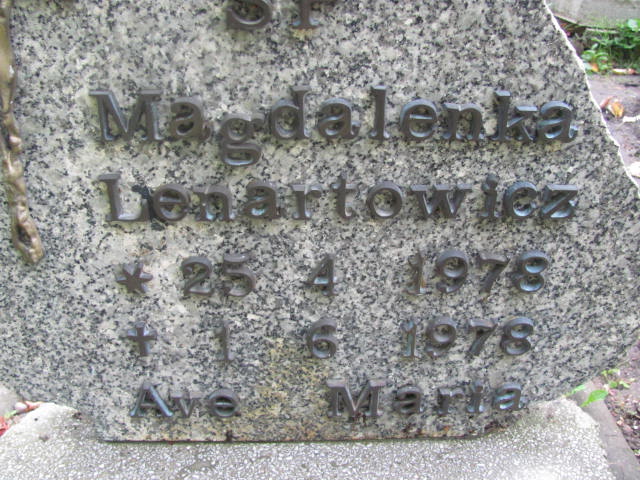 Ś P
Magdalenka
Lenartowicz
* 25 4 1978
✝ 1 6 1978
Ave Maria